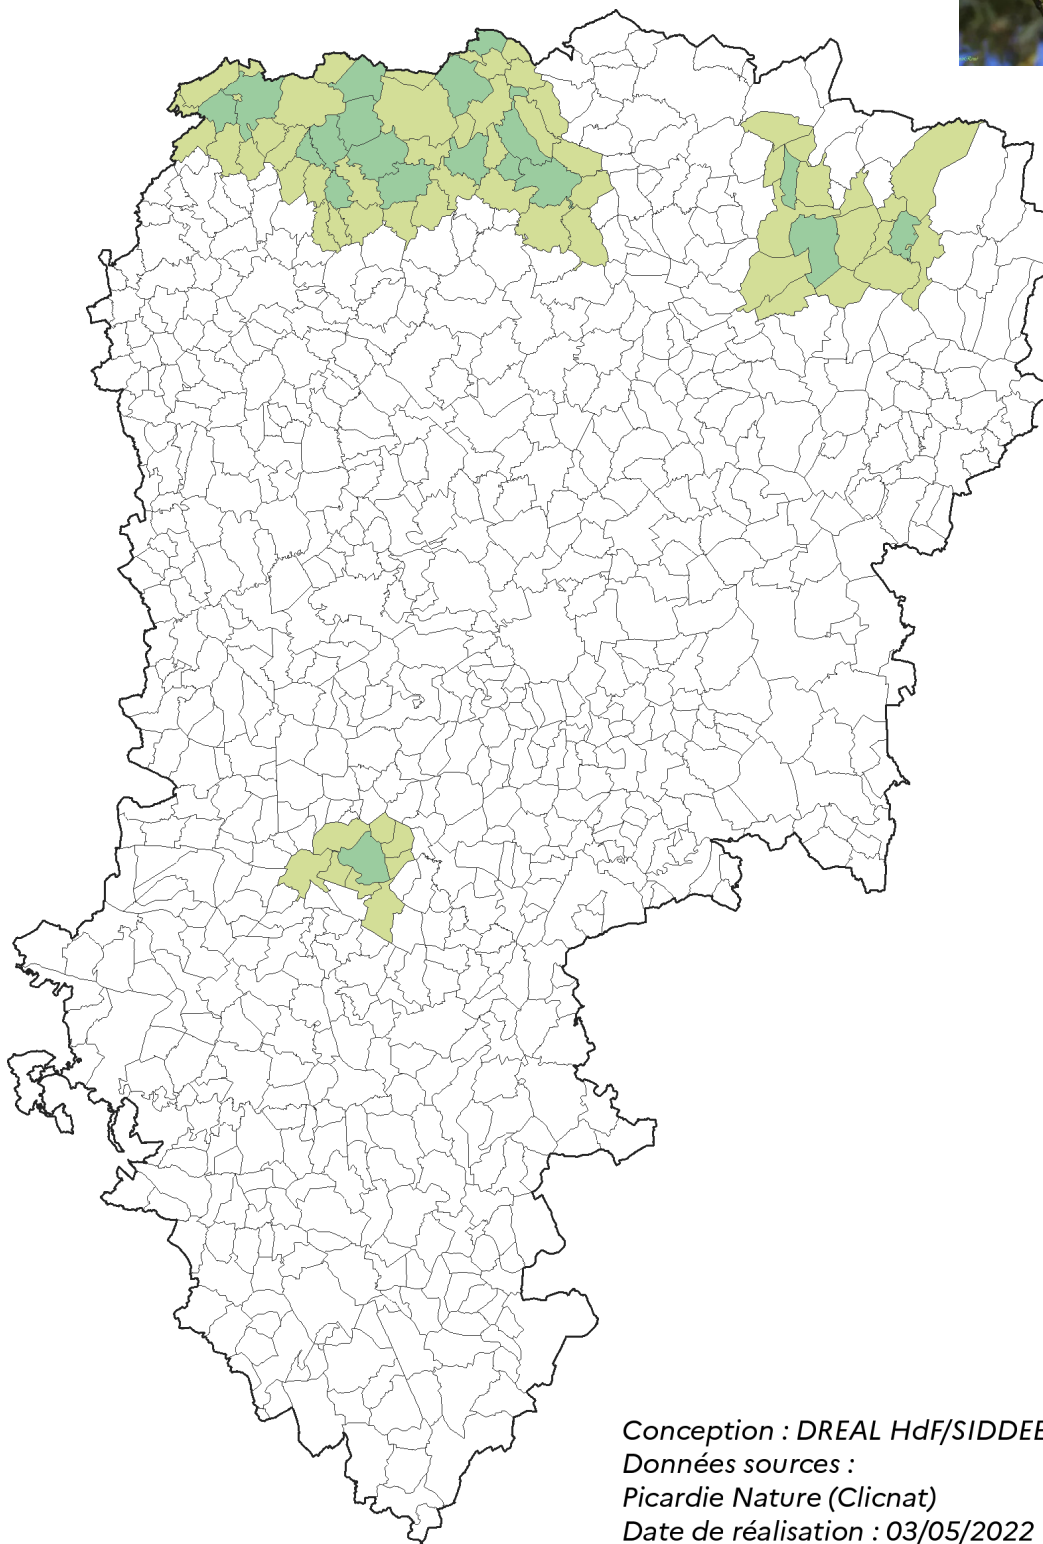 Conception : DREAL HdF/SIDDEE
Données sources :
Picardie Nature (Clicnat)
Date de réalisation : 03/05/2022